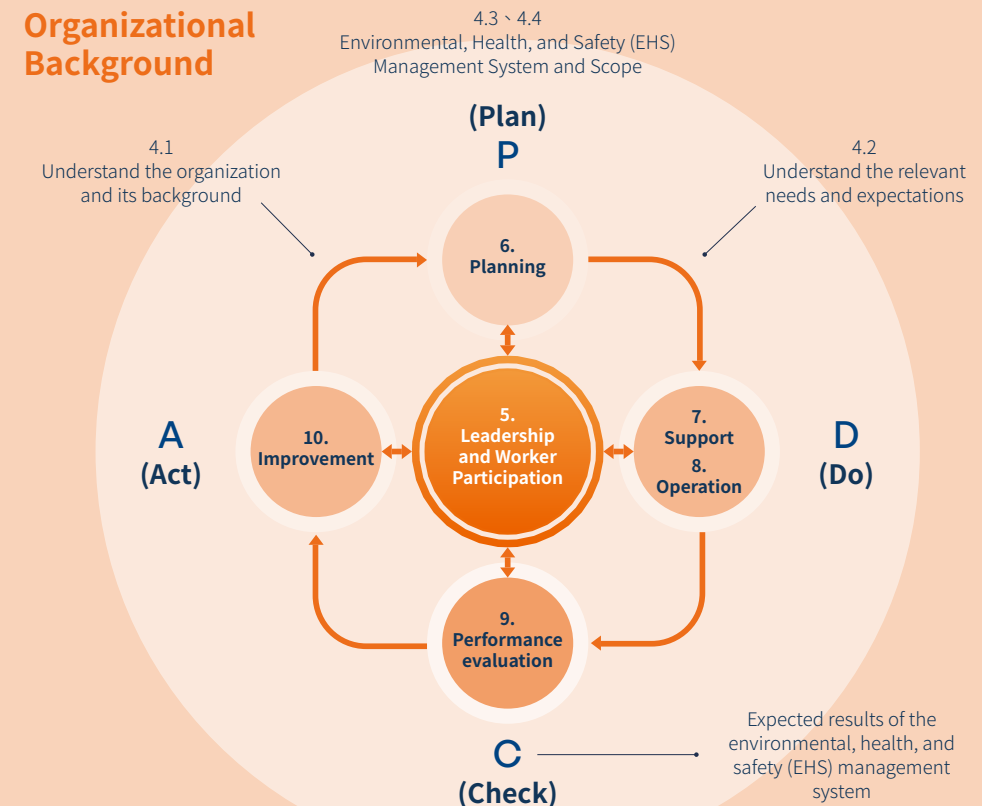 Organizational
Background
4.3、4.4
Environmental, Health, and Safety (EHS)
Management System and Scope
(Plan)
P
4.1
Understand the organization
and its background
4.2
Understand the relevant
needs and expectations
6.
Planning
A
(Act)
10.
Improvement
5.
Leadership
and Worker
Participation
7.
Support
8.
Operation
D
(Do)
9.
Performance
evaluation
C
(Check)
Expected results of the
environmental, health, and
safety (EHS) management
system